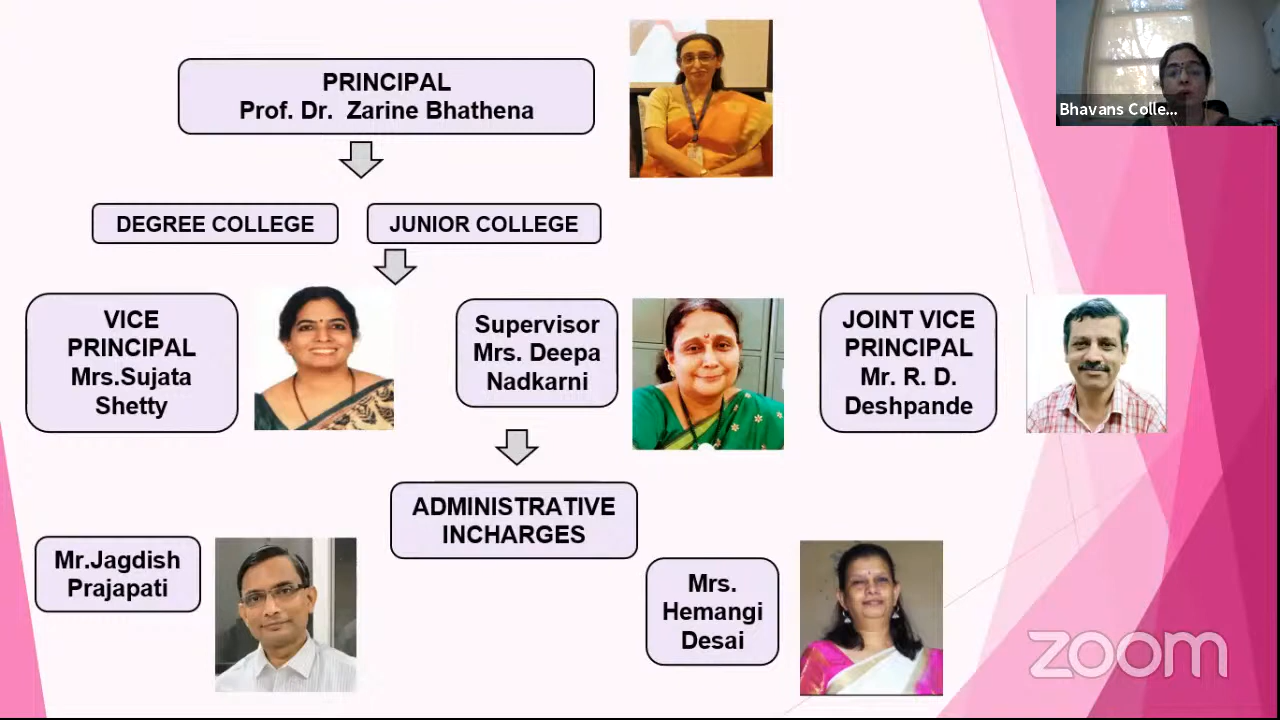 PRINCIPAL
Prof. Dr. Zarine Bhathena
Bhavans Colle...
DEGREE COLLEGE
JUNIOR COLLEGE
VICE
PRINCIPAL
Mrs.Sujata
Shetty
Supervisor
Mrs. Deepa
Nadkarni
JOINT VICE
PRINCIPAL
Mr. R. D.
Deshpande
ADMINISTRATIVE
INCHARGES
Mr.Jagdish
Prajapati
Mrs.
Hemangi
Desai
zoom